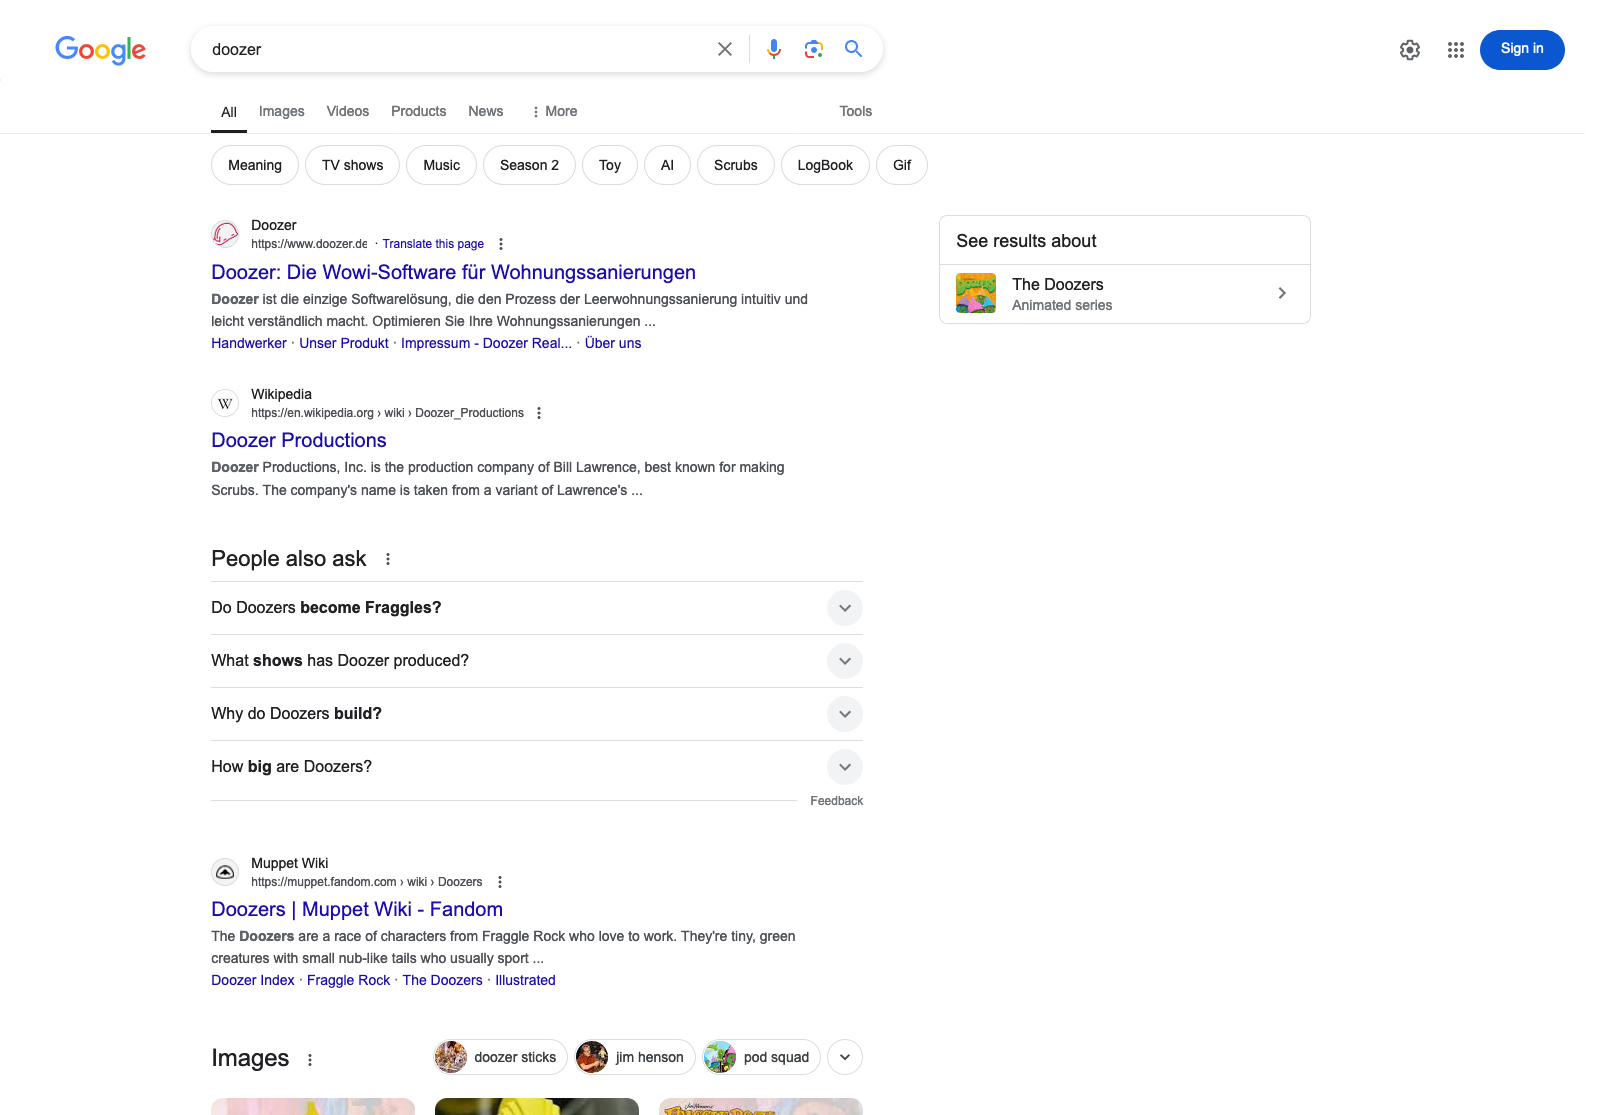 Google
doozer
Sign in
All
Images
Videos
Products
News
More
Tools
Meaning
TV shows
Music
Season 2
Toy
AI
Scrubs
LogBook
Gif
Doozer
https://www.doozer.de · Translate this page
Doozer: Die Wowi-Software für Wohnungssanierungen
Doozer ist die einzige Softwarelösung, die den Prozess der Leerwohnungssanierung intuitiv und
leicht verständlich macht. Optimieren Sie Ihre Wohnungssanierungen ...
Handwerker · Unser Produkt · Impressum - Doozer Real... · Über uns
See results about
The Doozers
Animated series
W
Wikipedia
https://en.wikipedia.org › wiki › Doozer_Productions
Doozer Productions
Doozer Productions, Inc. is the production company of Bill Lawrence, best known for making
Scrubs. The company's name is taken from a variant of Lawrence's ...
People also ask
Do Doozers become Fraggles?
What shows has Doozer produced?
Why do Doozers build?
How big are Doozers?
Feedback
Muppet Wiki
https://muppet.fandom.com › wiki › Doozers
Doozers | Muppet Wiki - Fandom
The Doozers are a race of characters from Fraggle Rock who love to work. They're tiny, green
creatures with small nub-like tails who usually sport ...
Doozer Index · Fraggle Rock · The Doozers · Illustrated
Images
doozer sticks
jim henson
pod squad